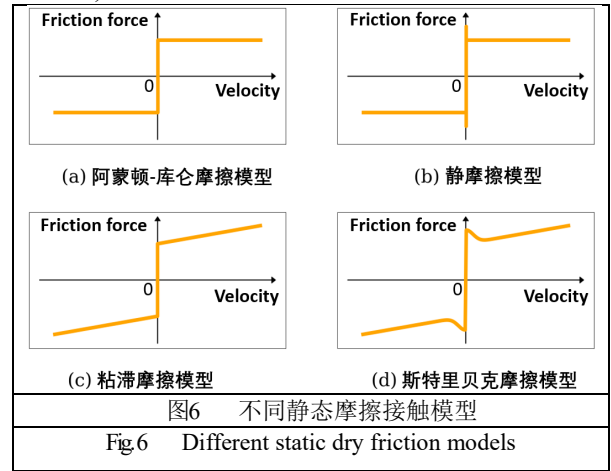 Friction force
0
Velocity
(a) 阿蒙顿-库仑摩擦模型
Friction force
0
Velocity
(b) 静摩擦模型
Friction force
0
Velocity
(c) 粘滞摩擦模型
Friction force
0
Velocity
(d) 斯特里贝克摩擦模型
图6 不同静态摩擦接触模型
Fig.6 Different static dry friction models